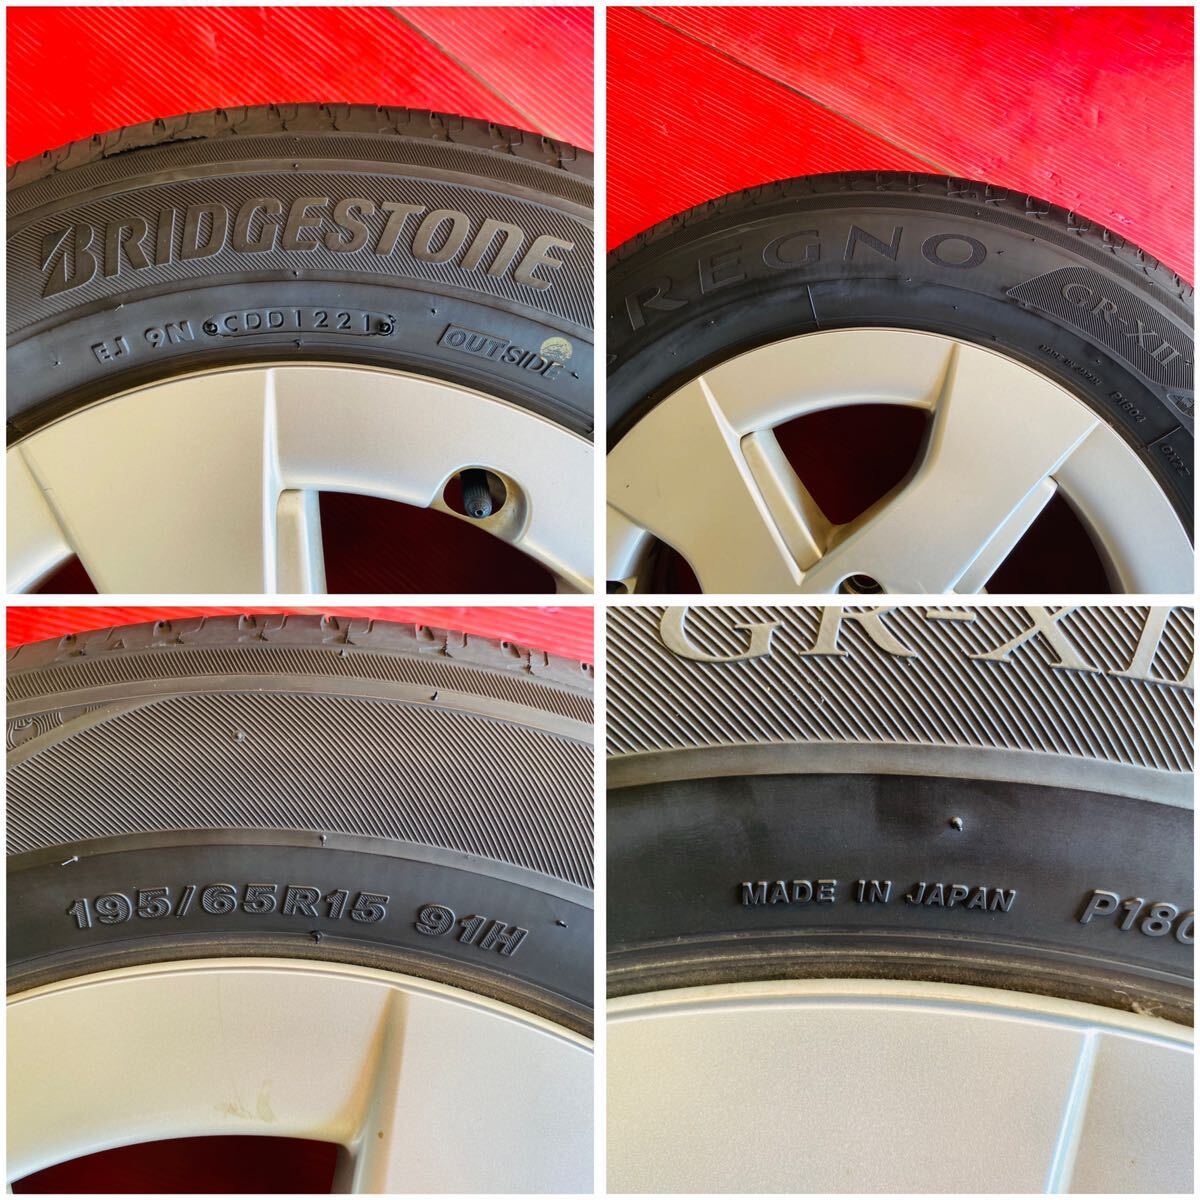 BRIDGESTONE
EJ 9N CDD1221 OUTSIDE
REGNO
GR-XII
MADE IN JAPAN P1804
195/65R15 91H
GR-XI
MADE IN JAPAN P180